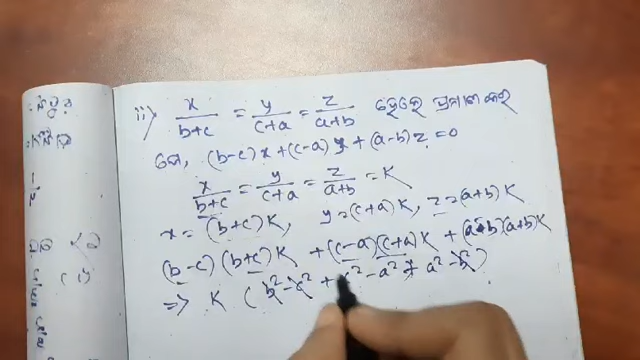 ii) x/(b+c) = y/(c+a) = z/(a+b) ହେଲେ ପ୍ରମାଣ କର
ଯେ, (b-c)x+(c-a)y+(a-b)z=0
x/(b+c) = y/(c+a) = z/(a+b) = K
x=(b+c)K, y=(c+a)K, z=(a+b)K
(b-c)(b+c)K +(c-a)(c+a)K +(a-b)(a+b)K
=> K (b²-c²+c²-a²+a²-b²)